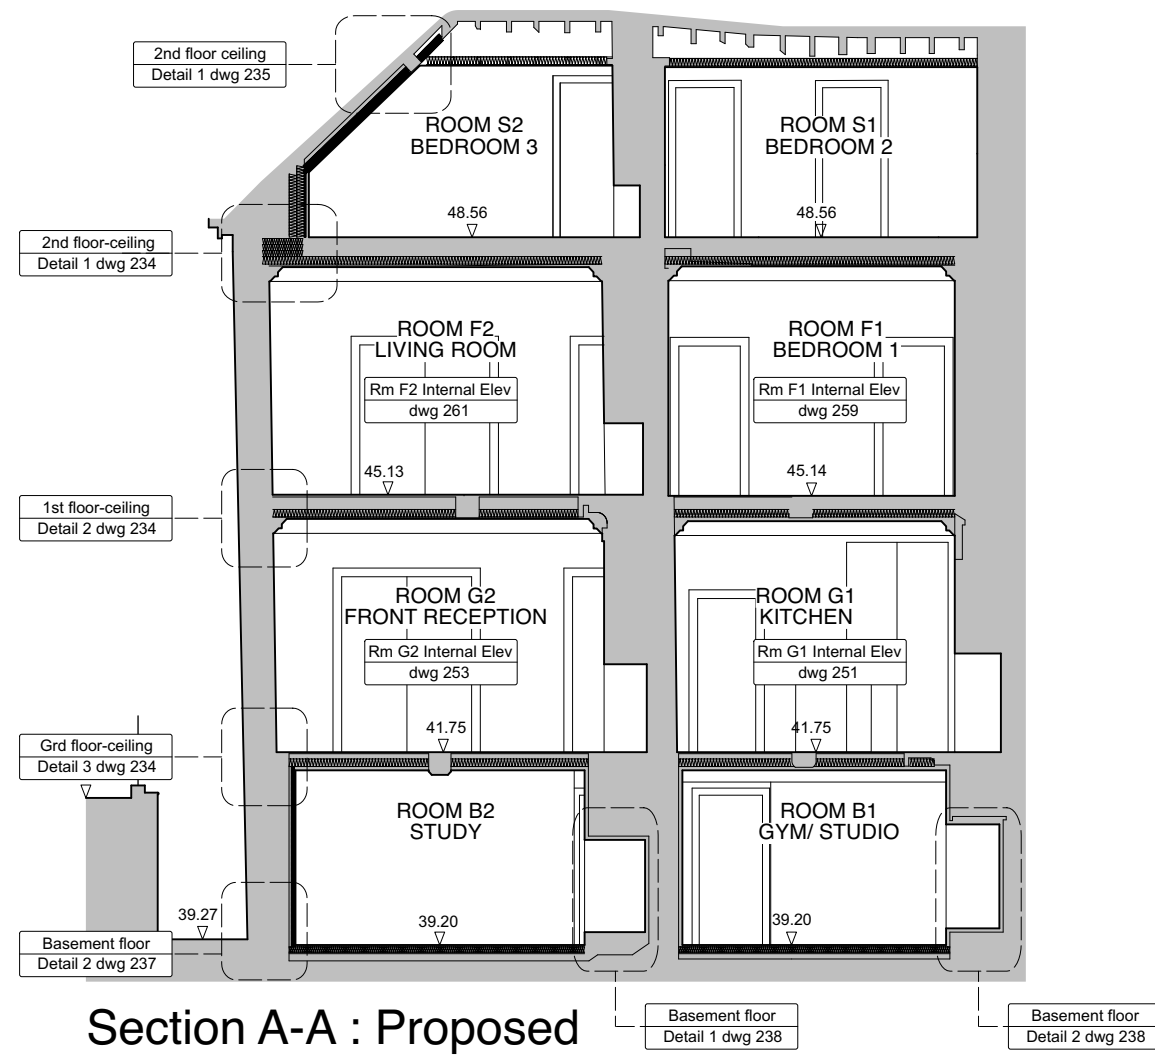 2nd floor ceiling
Detail 1 dwg 235
ROOM S2
BEDROOM 3
ROOM S1
BEDROOM 2
48.56
48.56
2nd floor-ceiling
Detail 1 dwg 234
ROOM F2
LIVING ROOM
ROOM F1
BEDROOM 1
Rm F2 Internal Elev
dwg 261
Rm F1 Internal Elev
dwg 259
45.13
45.14
1st floor-ceiling
Detail 2 dwg 234
ROOM G2
FRONT RECEPTION
ROOM G1
KITCHEN
Rm G2 Internal Elev
dwg 253
Rm G1 Internal Elev
dwg 251
41.75
41.75
Grd floor-ceiling
Detail 3 dwg 234
ROOM B2
STUDY
ROOM B1
GYM/ STUDIO
39.27
39.20
39.20
Basement floor
Detail 2 dwg 237
Section A-A : Proposed
Basement floor
Detail 1 dwg 238
Basement floor
Detail 2 dwg 238